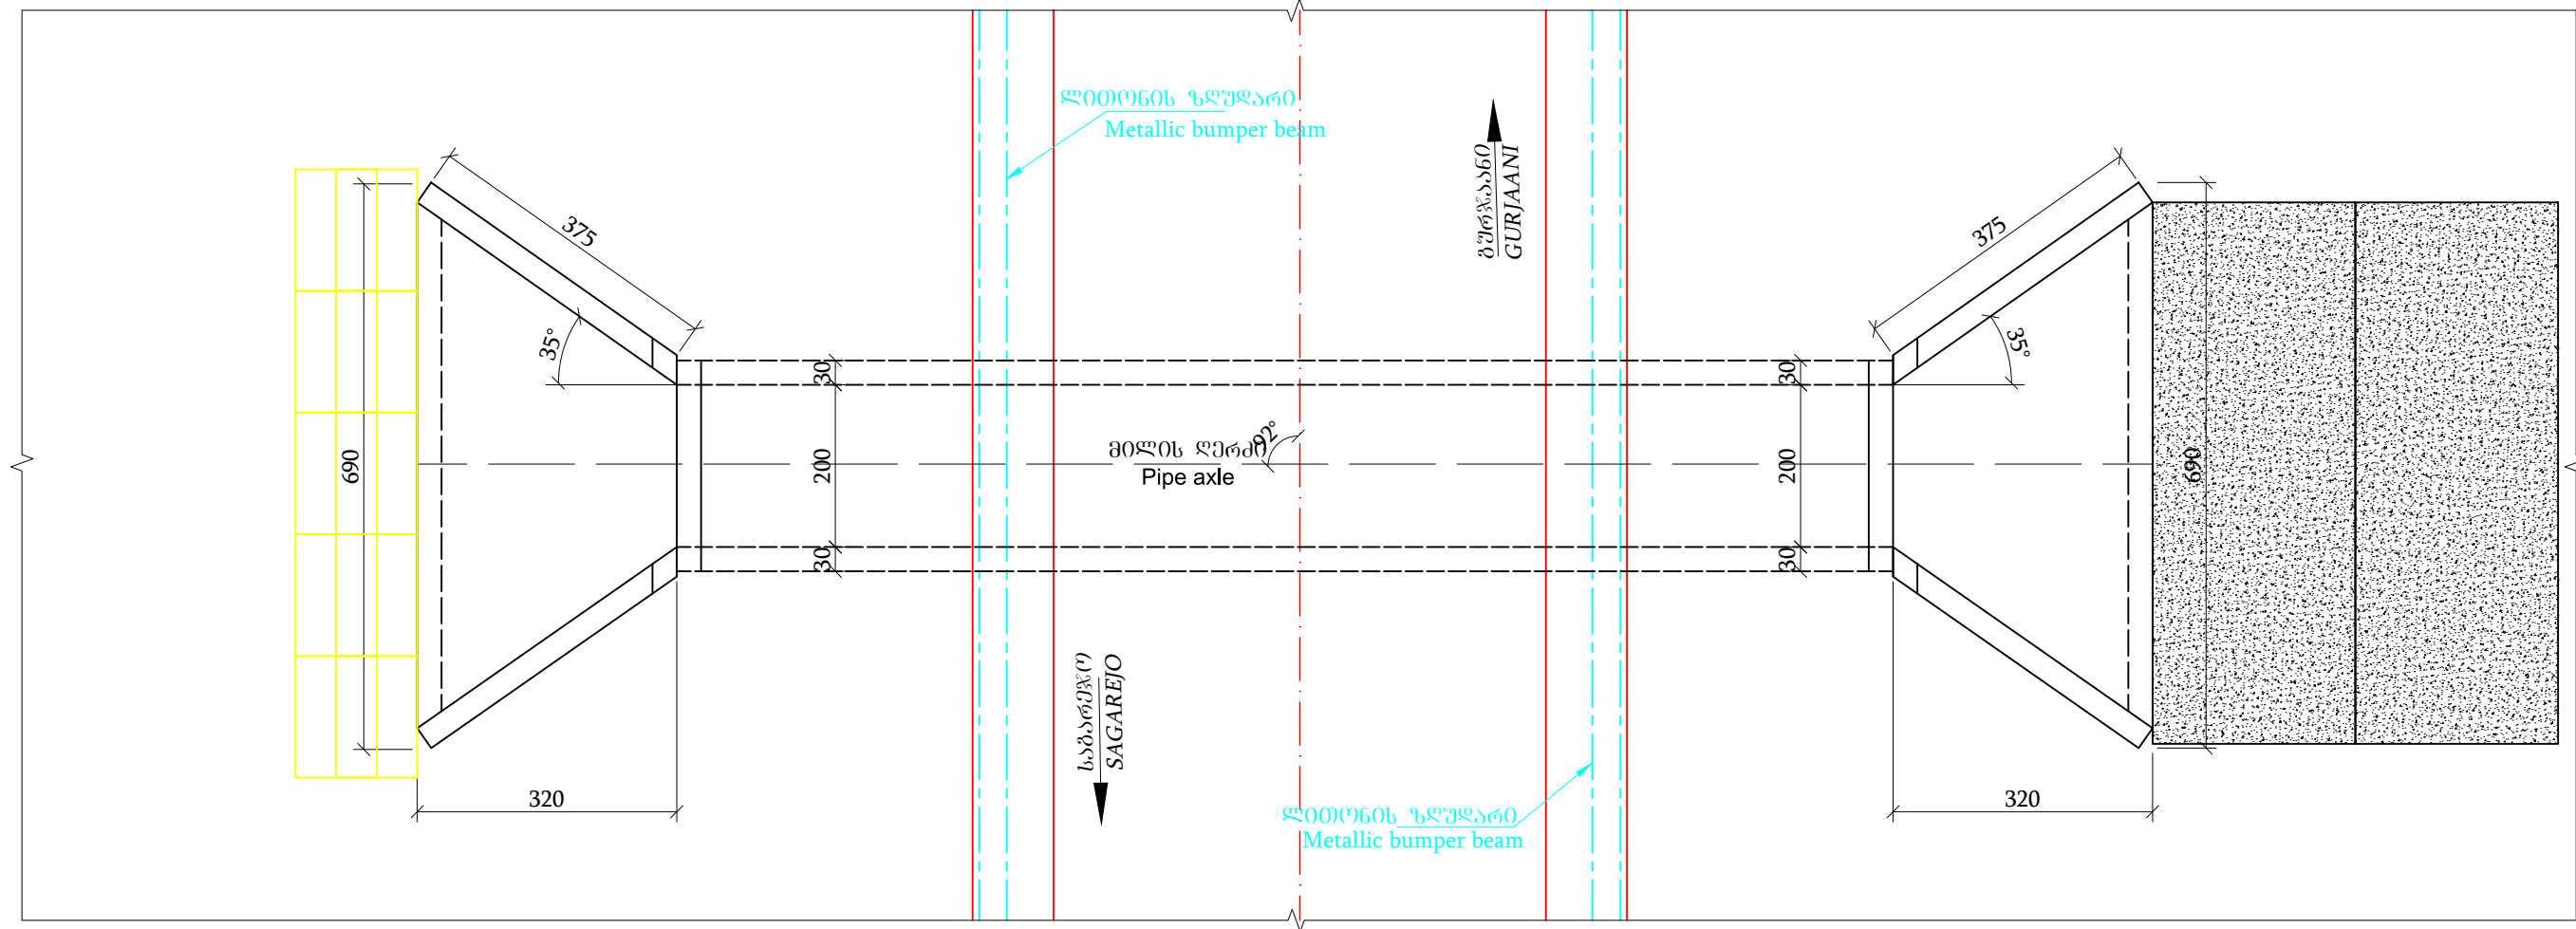 ლითონის ზღუდარი
Metallic bumper beam
გურჯაანი
GURJAANI
375
375
35°
35°
30
30
690
200
მილის ღერძი
Pipe axle
92°
200
690
30
30
საგარეჯო
SAGAREJO
320
ლითონის ზღუდარი
Metallic bumper beam
320